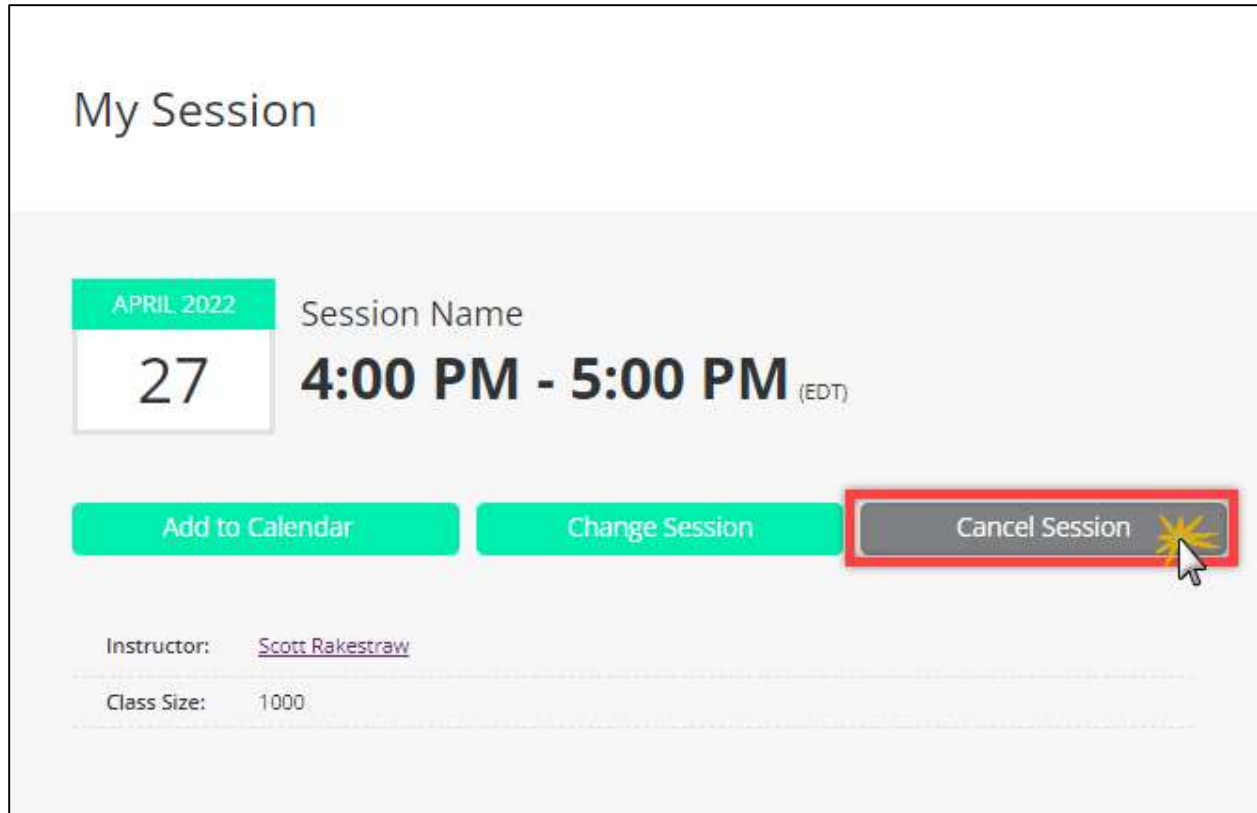 My Session
APRIL 2022
27
Session Name
4:00 PM - 5:00 PM (EDT)
Add to Calendar
Change Session
Cancel Session
Instructor: Scott Rakestraw
Class Size: 1000